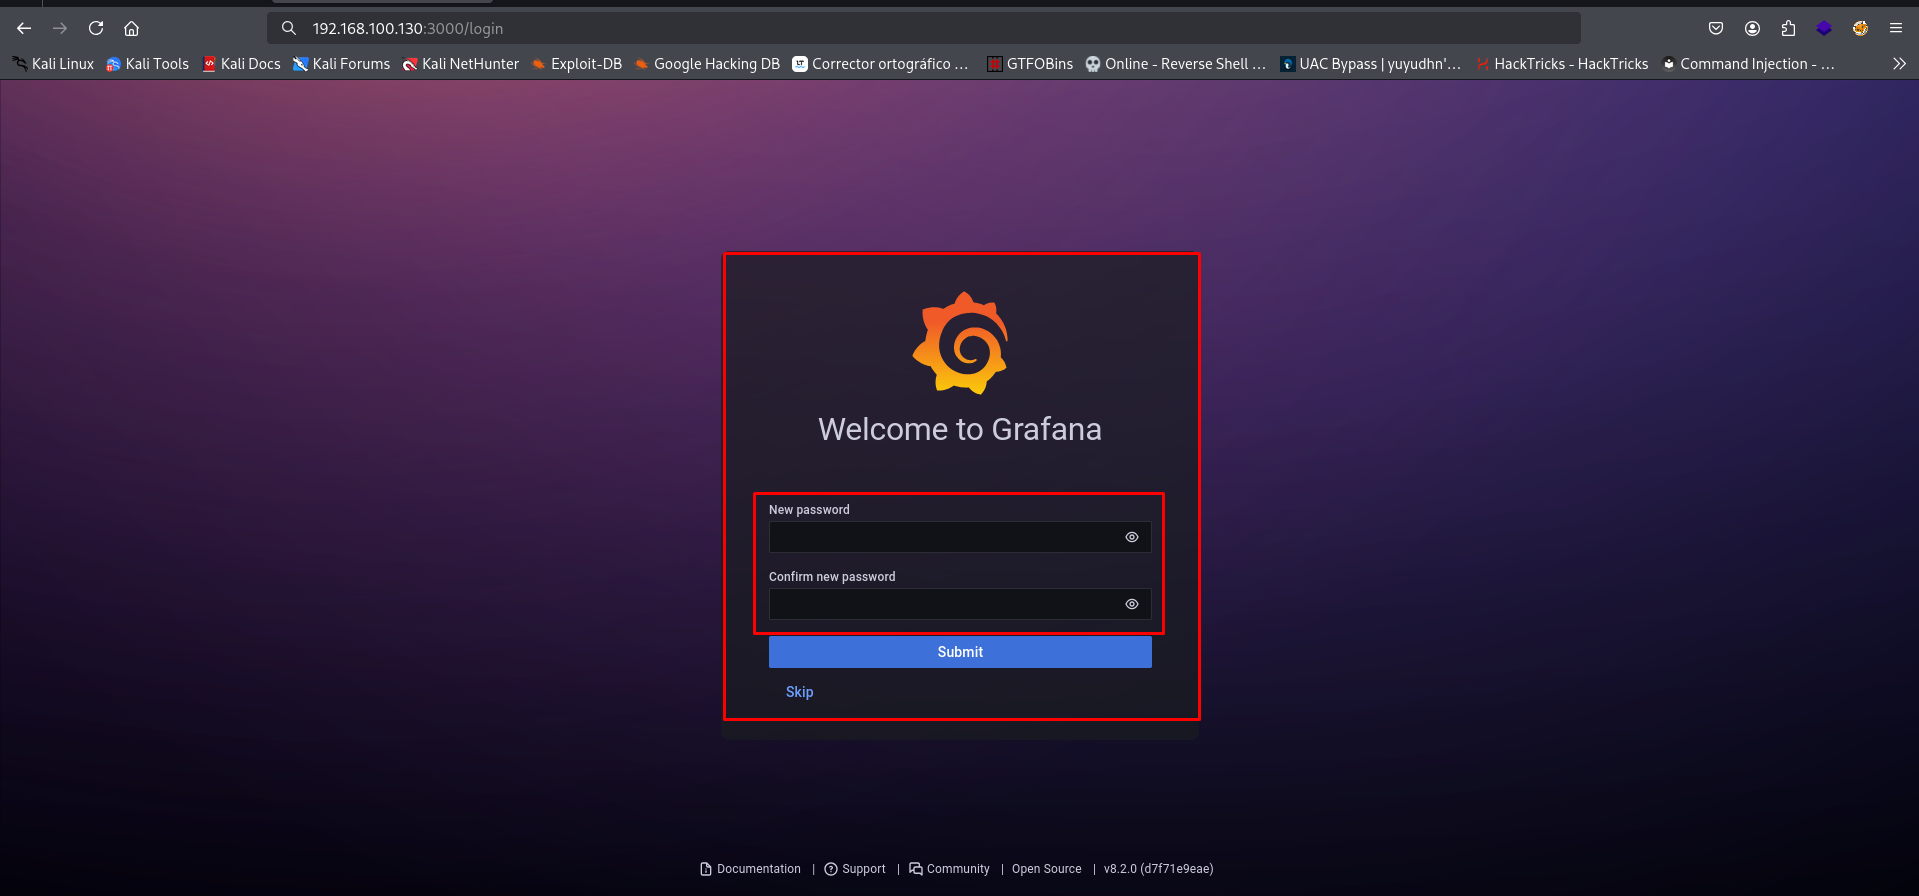 192.168.100.130:3000/login
Kali Linux Kali Tools Kali Docs Kali Forums Kali NetHunter Exploit-DB Google Hacking DB Corrector ortográfico ... GTFOBins Online - Reverse Shell ... UAC Bypass | yuyudhn'... HackTricks - HackTricks Command Injection - ...
Welcome to Grafana
New password
Confirm new password
Submit
Skip
Documentation | Support | Community | Open Source | v8.2.0 (d7f71e9eae)